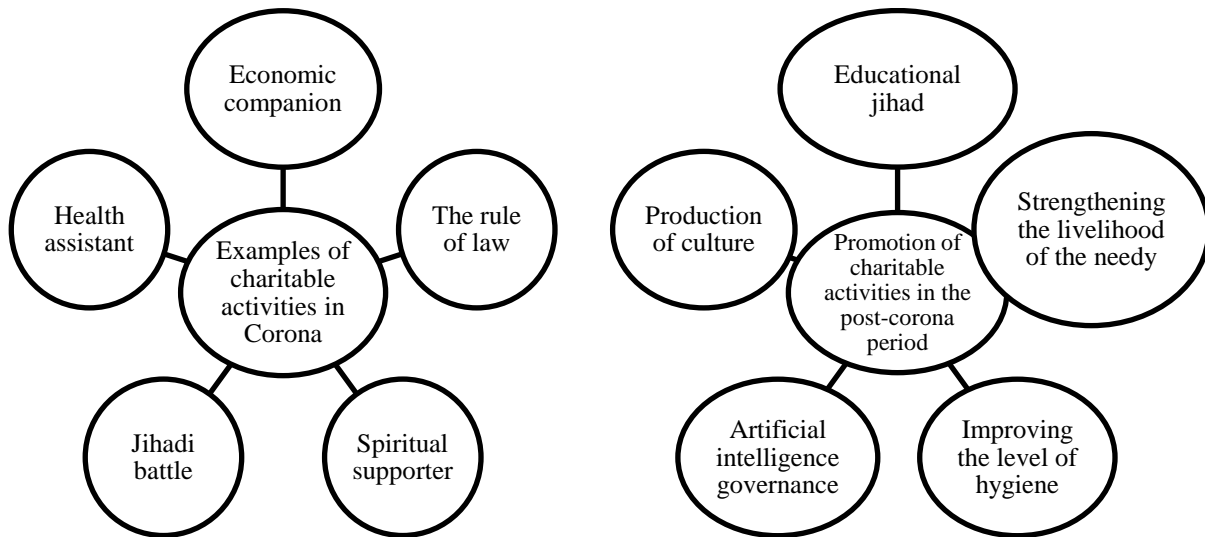 Economic
companion
The rule
of law
Spiritual
supporter
Jihadi
battle
Health
assistant
Examples of
charitable
activities in
Corona
Educational
jihad
Strengthening
the livelihood
of the needy
Improving
the level of
hygiene
Artificial
intelligence
governance
Production
of culture
Promotion of
charitable
activities in the
post-corona
period